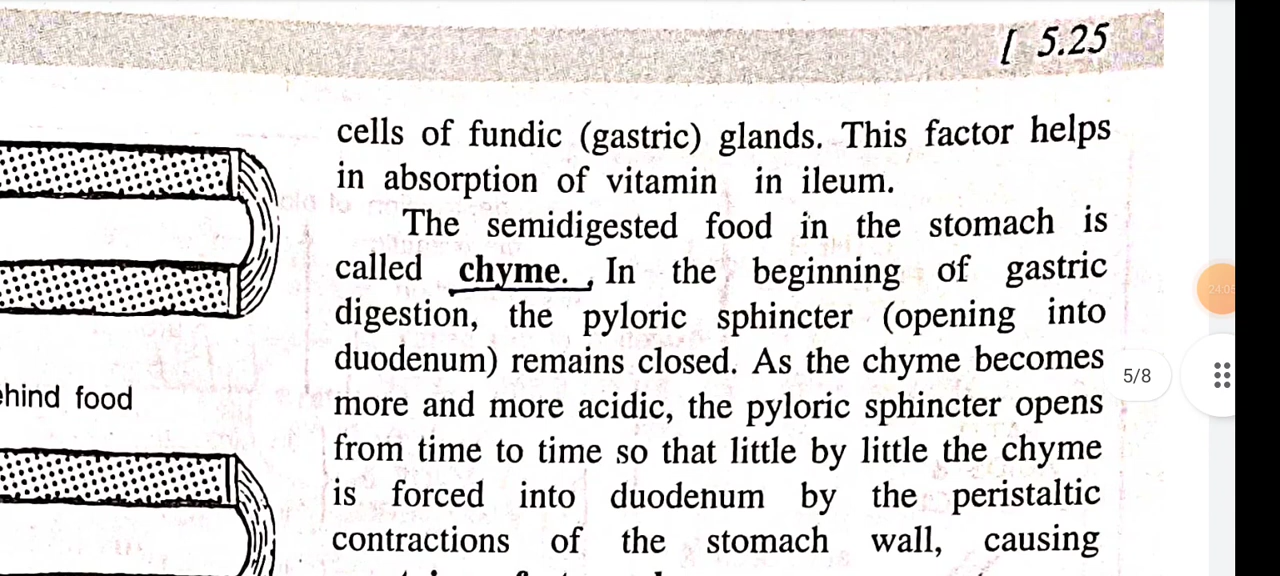 [ 5.25
cells of fundic (gastric) glands. This factor helps
in absorption of vitamin in ileum.
The semidigested food in the stomach is
called chyme. In the beginning of gastric
digestion, the pyloric sphincter (opening into
duodenum) remains closed. As the chyme becomes
more and more acidic, the pyloric sphincter opens
from time to time so that little by little the chyme
is forced into duodenum by the peristaltic
contractions of the stomach wall, causing
hind food
5/8